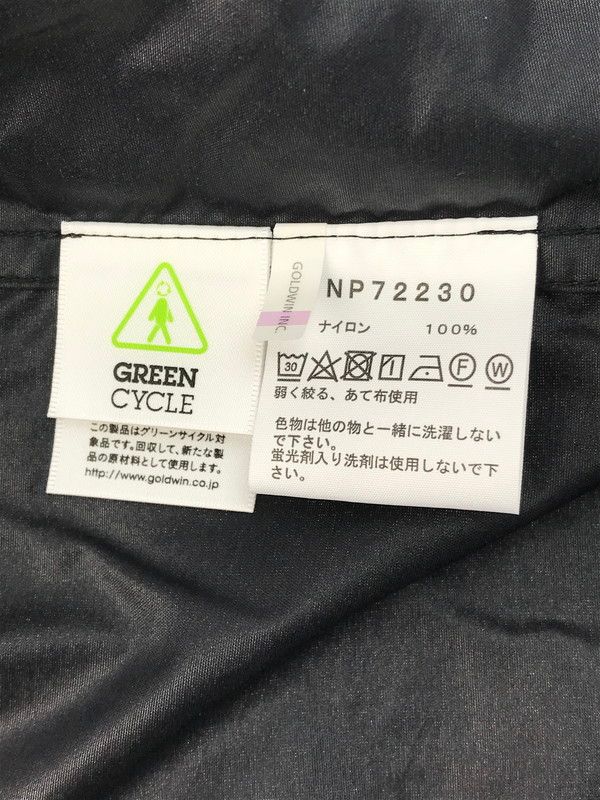 GREEN
CYCLE
この製品はグリーンサイクル対
象品です。回収して、新たな製
品の原材料として使用します。
http://www.goldwin.co.jp
GOLDWIN INC.
NP72230
ナイロン 100%
30
F
W
弱く絞る、あて布使用
色物は他の物と一緒に洗濯しない
で下さい。
蛍光剤入り洗剤は使用しないで下
さい。